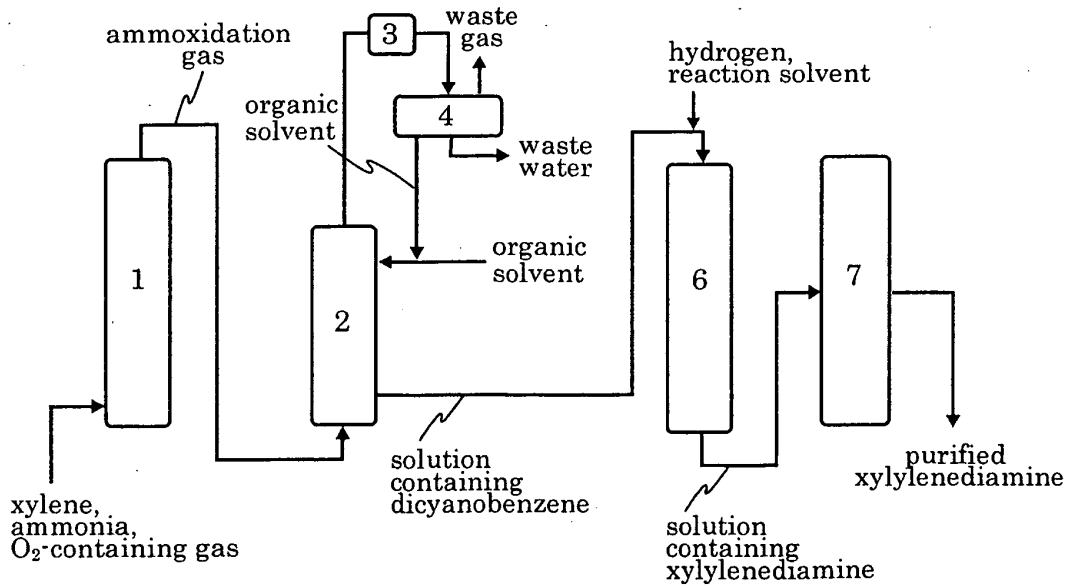 ammoxidation
gas
3
waste
gas
4
organic
solvent
waste
water
hydrogen,
reaction solvent
1
2
organic
solvent
6
7
xylene,
ammonia,
O₂-containing gas
solution
containing
dicyanobenzene
solution
containing
xylylenediamine
purified
xylylenediamine